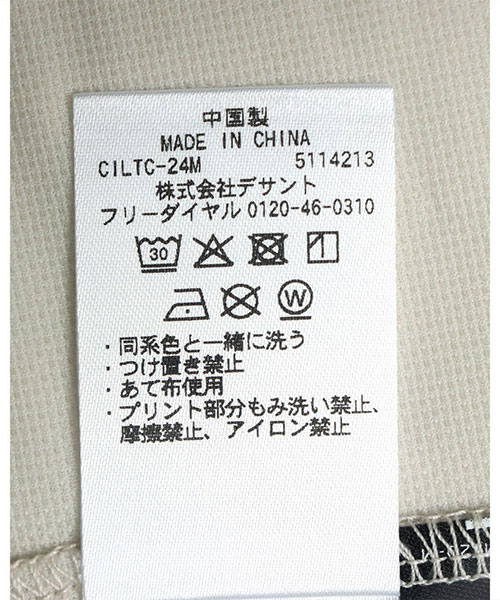 中国製
MADE IN CHINA
CILTC-24M 5114213
株式会社デサント
フリーダイヤル 0120-46-0310
30
W
・同系色と一緒に洗う
・つけ置き禁止
・あて布使用
・プリント部分もみ洗い禁止、
摩擦禁止、アイロン禁止